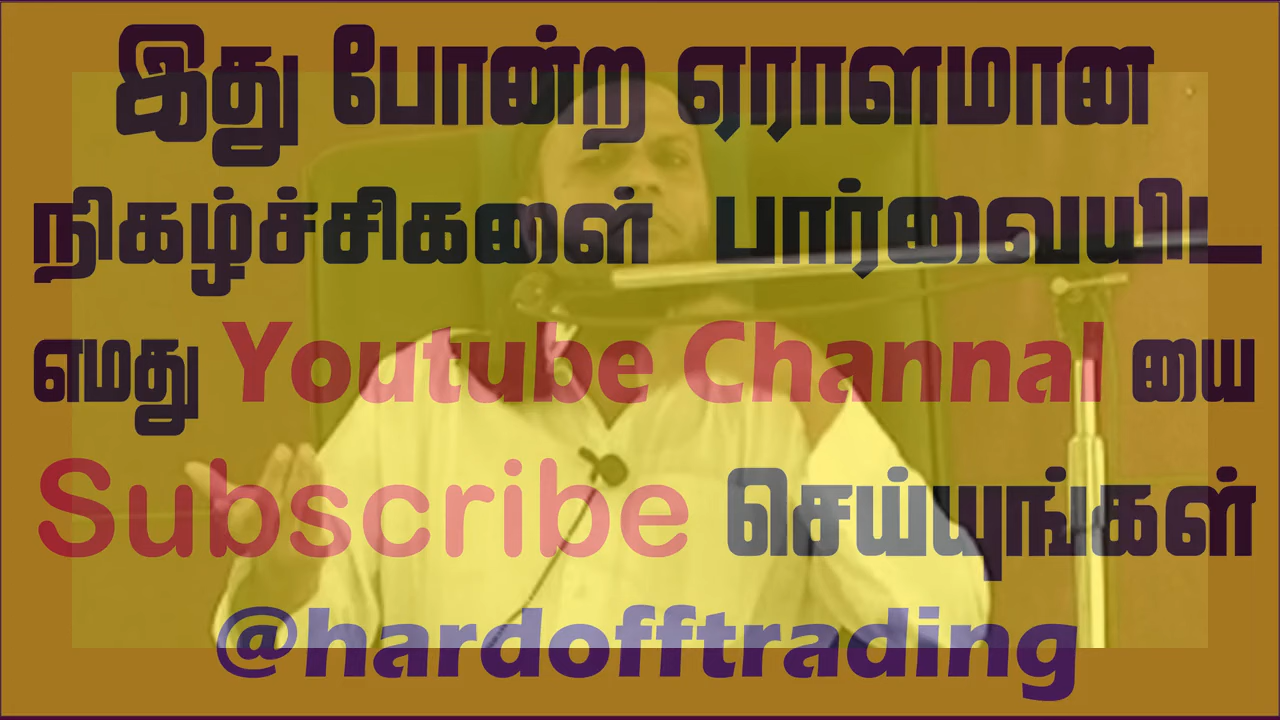 இது போன்ற ஏராளமான
நிகழ்ச்சிகளை பார்வையிட
எமது Youtube Channal யை
Subscribe செய்யுங்கள்
@hardofftrading